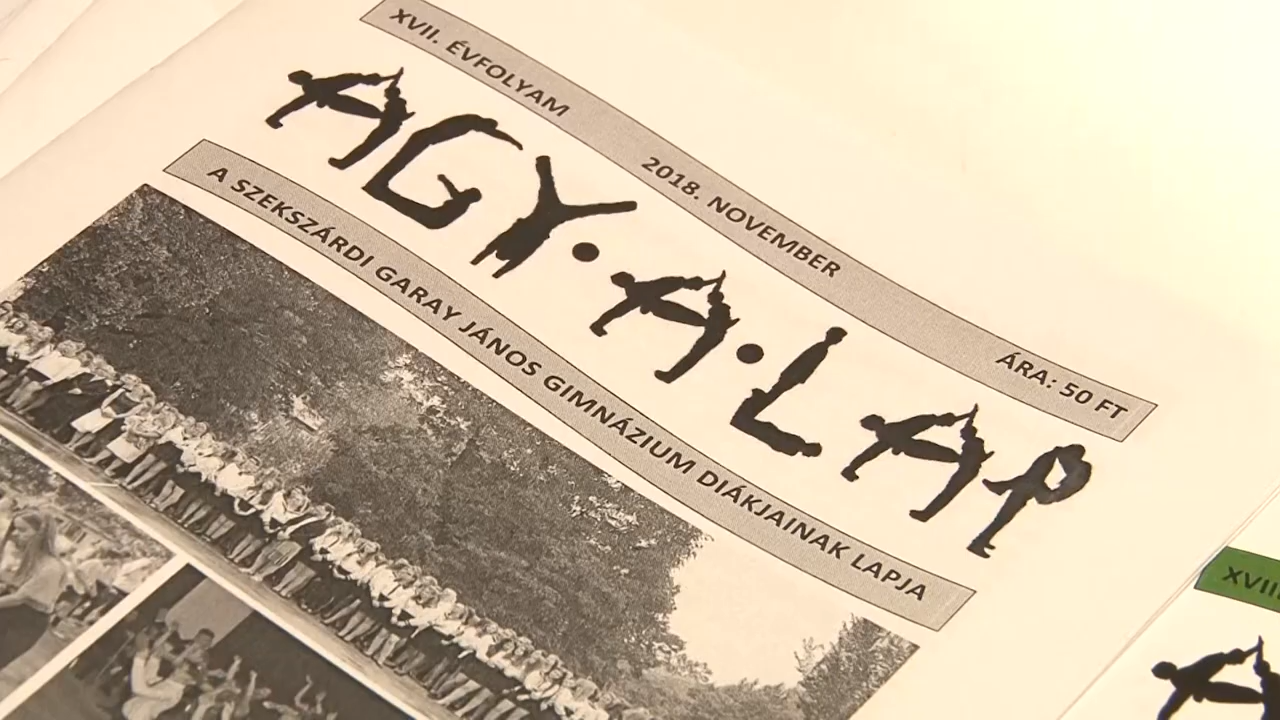 XVII. ÉVFOLYAM 2018. NOVEMBER ÁRA: 50 FT
AGY·A·LAP
A SZEKSZÁRDI GARAY JÁNOS GIMNÁZIUM DIÁKJAINAK LAPJA